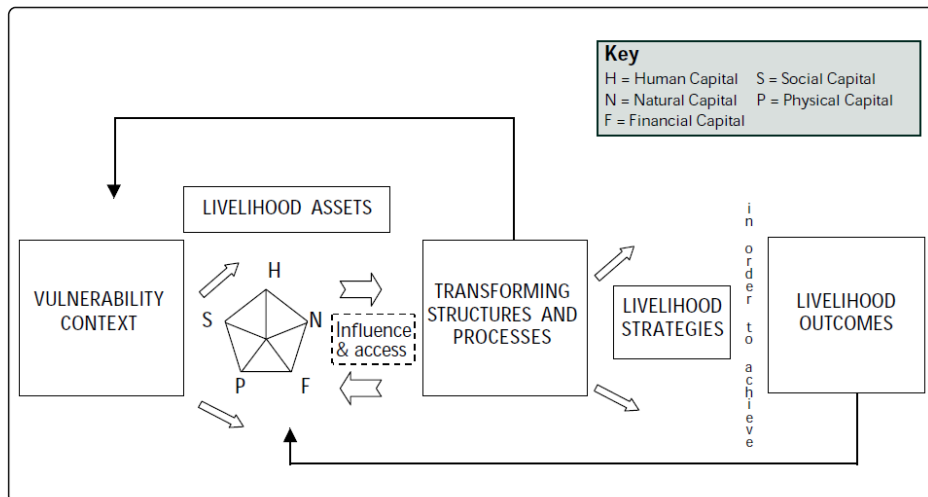 Key
H = Human Capital S = Social Capital
N = Natural Capital P = Physical Capital
F = Financial Capital
LIVELIHOOD ASSETS
VULNERABILITY
CONTEXT
H
S
N
P
F
Influence
& access
TRANSFORMING
STRUCTURES AND
PROCESSES
LIVELIHOOD
STRATEGIES
in order to achieve
LIVELIHOOD
OUTCOMES